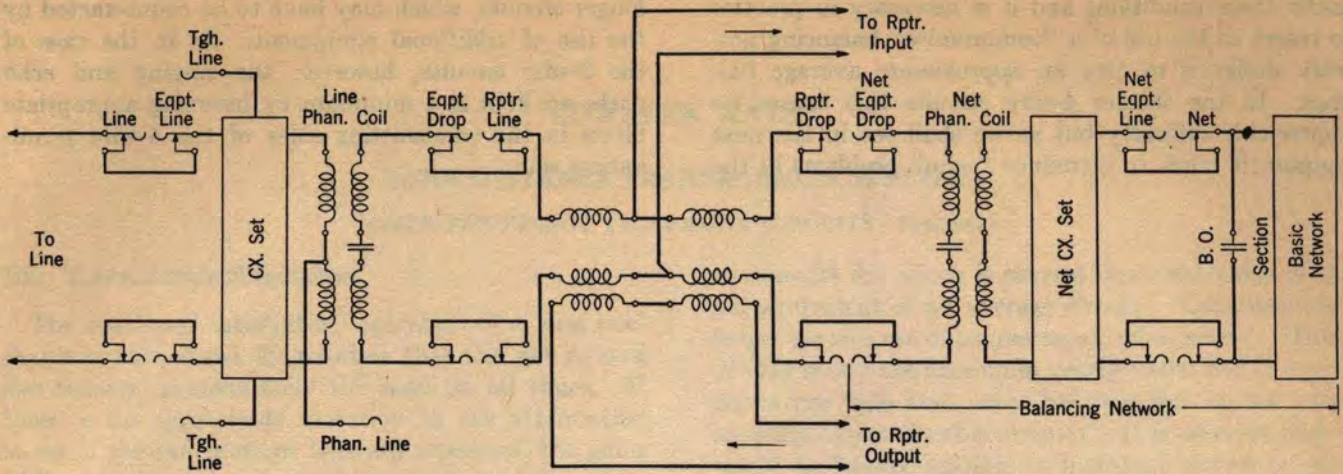 Tgh.
Line
Line
Eqpt.
Line
To
Line
CX. Set
Tgh.
Line
Line
Phan. Coil
Phan. Line
Eqpt.
Drop
Rptr.
Line
To Rptr.
Input
To Rptr.
Output
Rptr.
Drop
Net
Eqpt.
Drop
Net
Phan. Coil
Net CX. Set
Net
Eqpt.
Line
Net
B. O.
Section
Basic
Network
Balancing Network